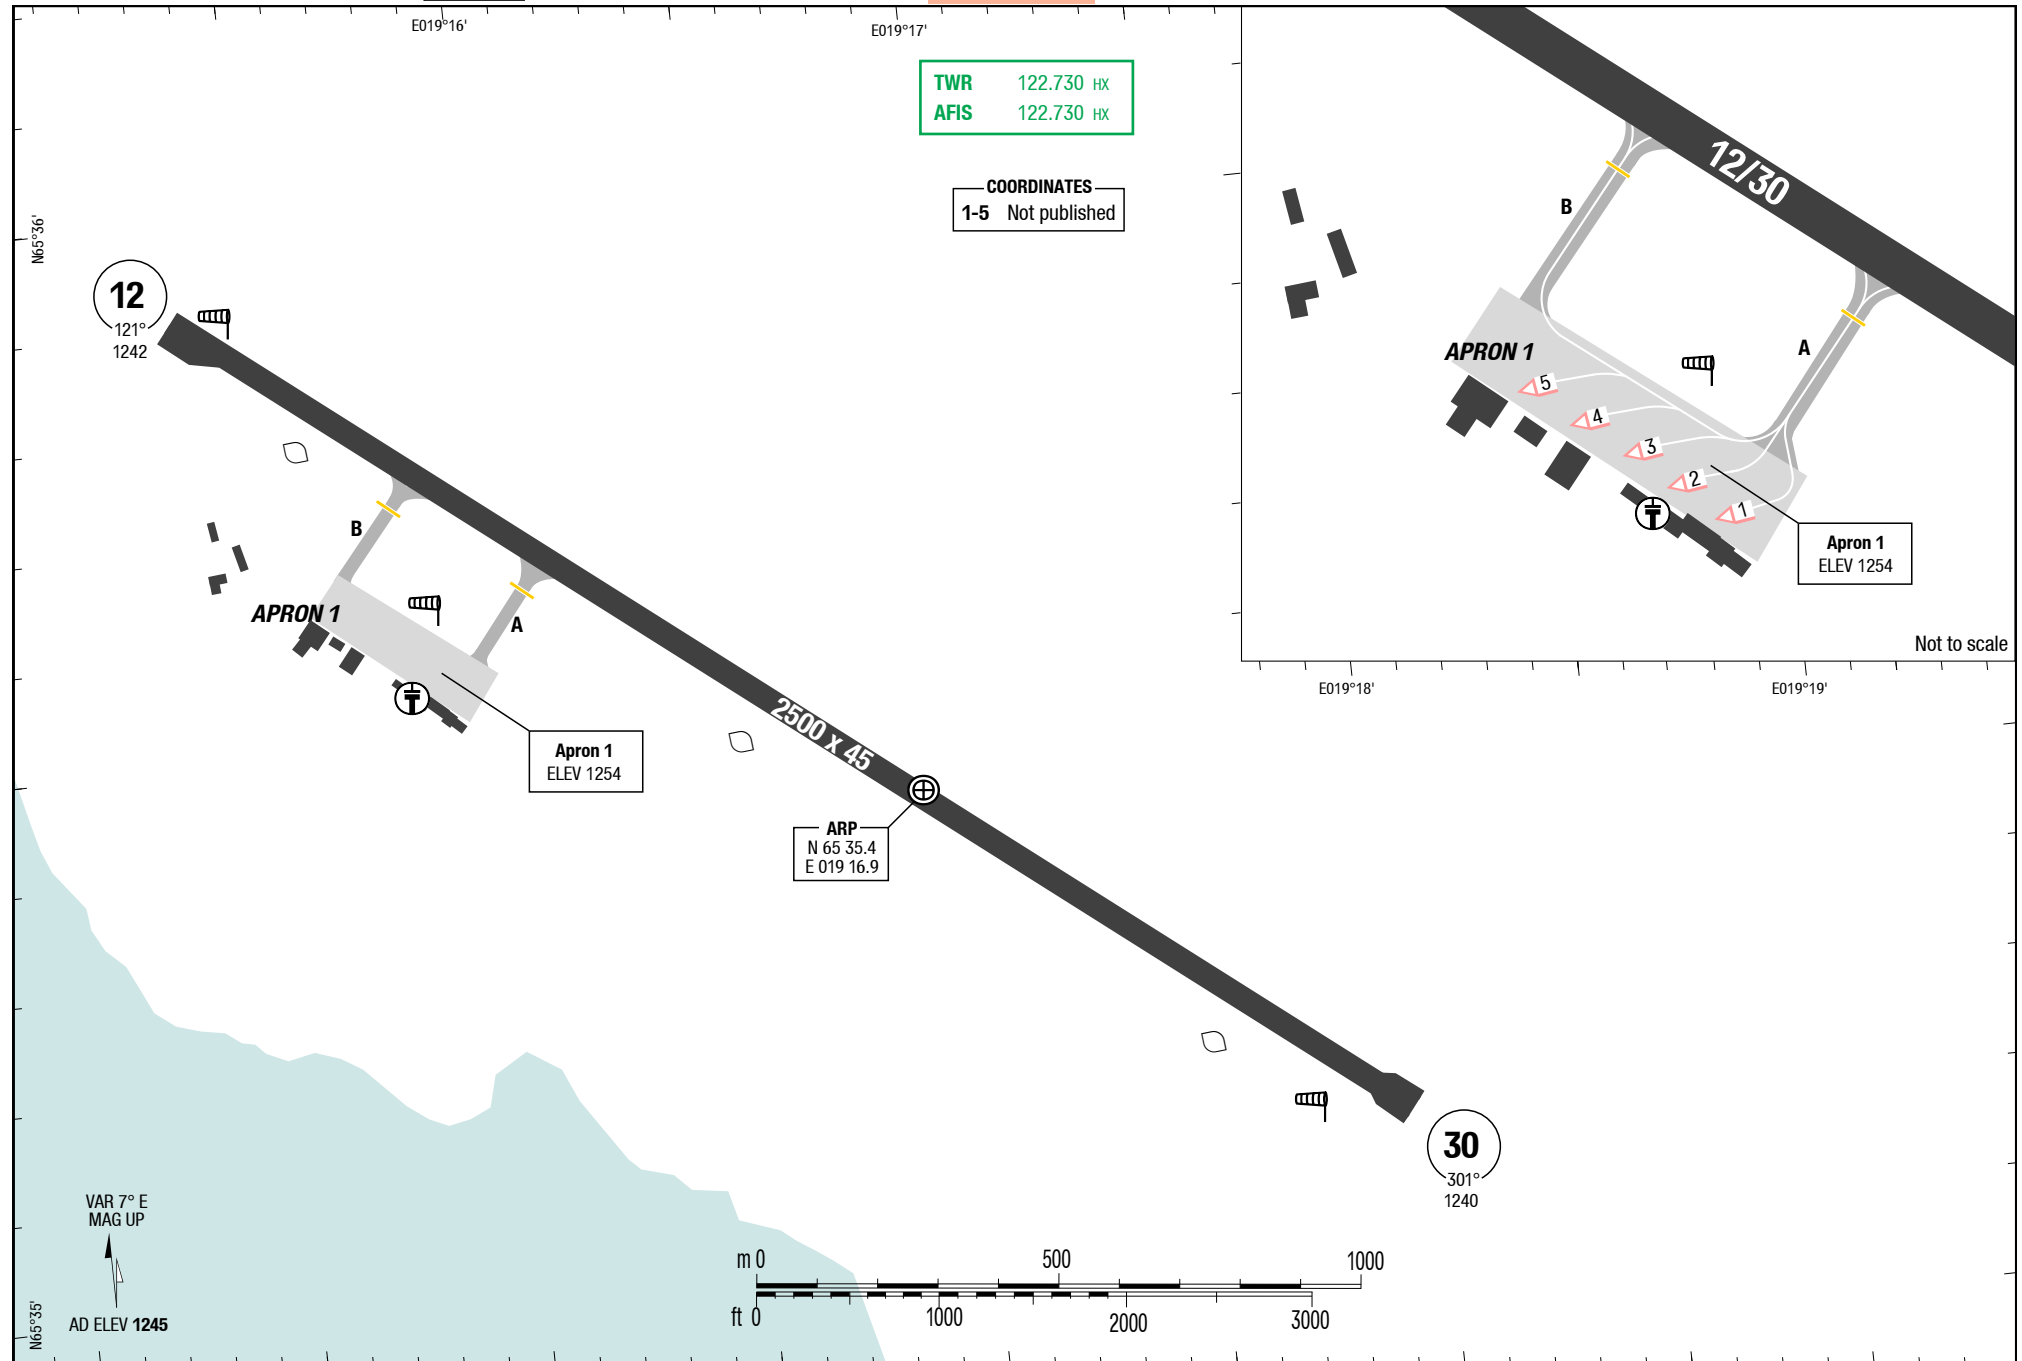 E019°16'
E019°17'
TWR 122.730 HX
AFIS 122.730 HX
COORDINATES
1-5 Not published
N65°36'
12
121°
1242
B
APRON 1
A
Apron 1
ELEV 1254
2500 x 45
ARP
N 65 35.4
E 019 16.9
30
301°
1240
12/30
B
APRON 1
A
5
4
3
2
1
Apron 1
ELEV 1254
Not to scale
E019°18'
E019°19'
VAR 7° E
MAG UP
AD ELEV 1245
N65°35'
m 0 500 1000
ft 0 1000 2000 3000